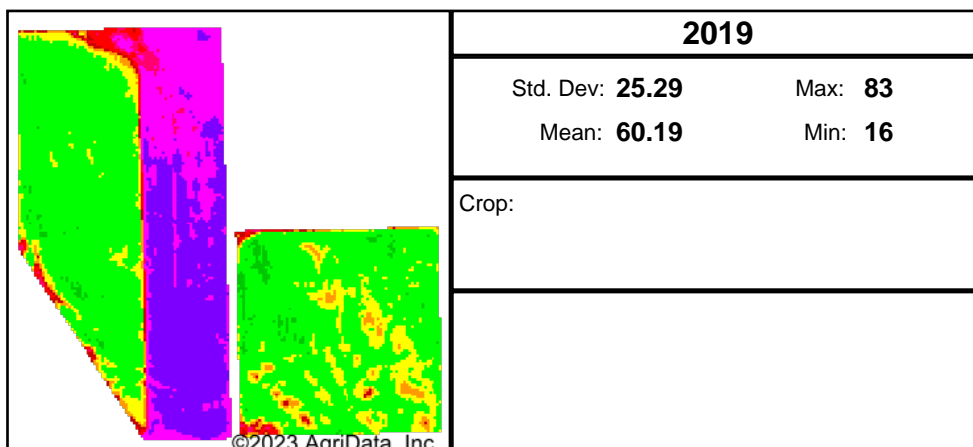 2019
Std. Dev: 25.29 Max: 83
Mean: 60.19 Min: 16
Crop:
©2023 AgriData, Inc.